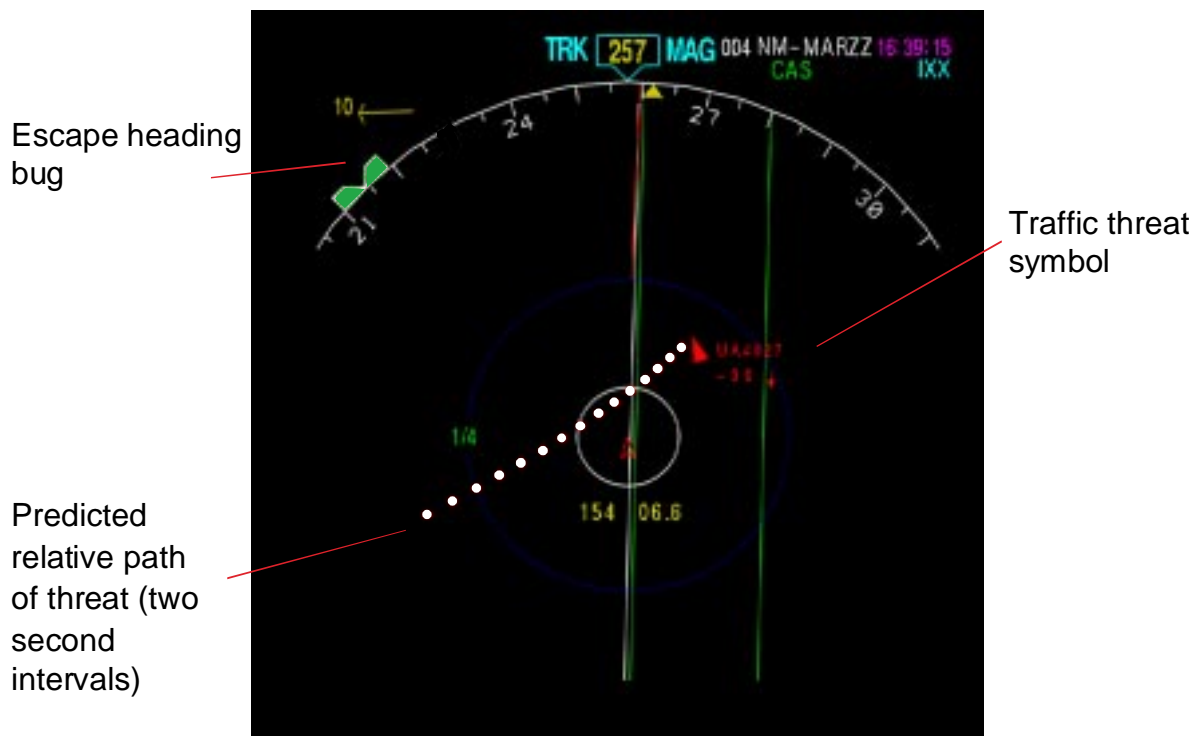 TRK 257 MAG 004 NM-MARZZ 16:39:15
CAS IXX
10
24
27
Escape heading
bug
21
30
Traffic threat
symbol
1/4
154 06.6
Predicted
relative path
of threat (two
second
intervals)